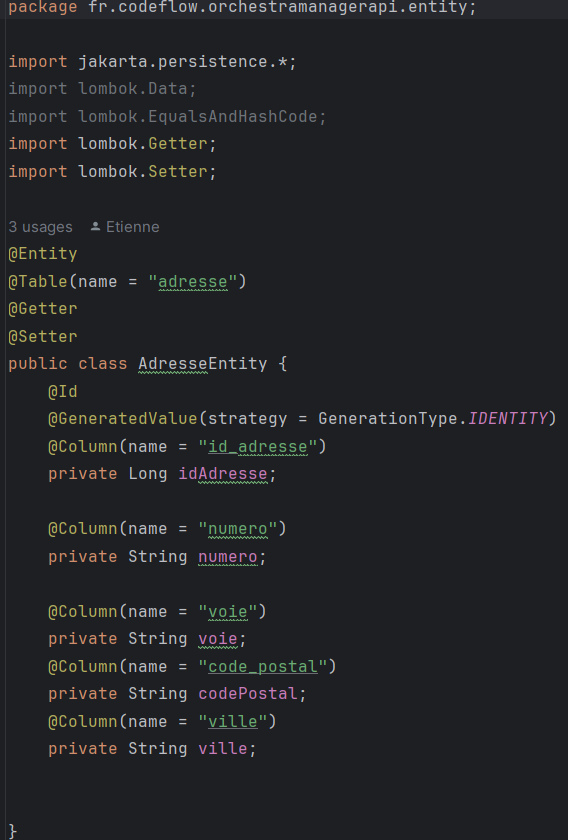 package fr.codeflow.orchestramanagerapi.entity;
import jakarta.persistence.*;
import lombok.Data;
import lombok.EqualsAndHashCode;
import lombok.Getter;
import lombok.Setter;
3 usages Etienne
@Entity
@Table(name = "adresse")
@Getter
@Setter
public class AdresseEntity {
@Id
@GeneratedValue(strategy = GenerationType.IDENTITY)
@Column(name = "id_adresse")
private Long idAdresse;
@Column(name = "numero")
private String numero;
@Column(name = "voie")
private String voie;
@Column(name = "code_postal")
private String codePostal;
@Column(name = "ville")
private String ville;
}